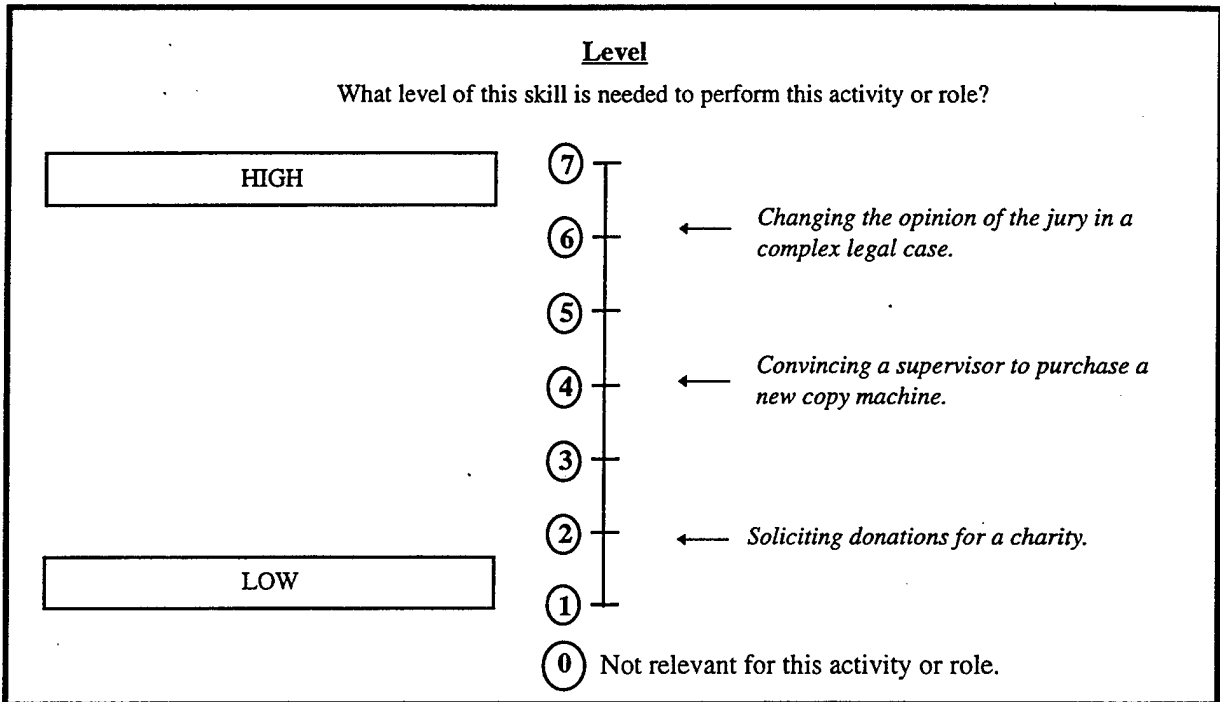 Level
What level of this skill is needed to perform this activity or role?
HIGH
7
6
Changing the opinion of the jury in a
complex legal case.
5
4
Convincing a supervisor to purchase a
new copy machine.
3
2
Soliciting donations for a charity.
LOW
1
0 Not relevant for this activity or role.